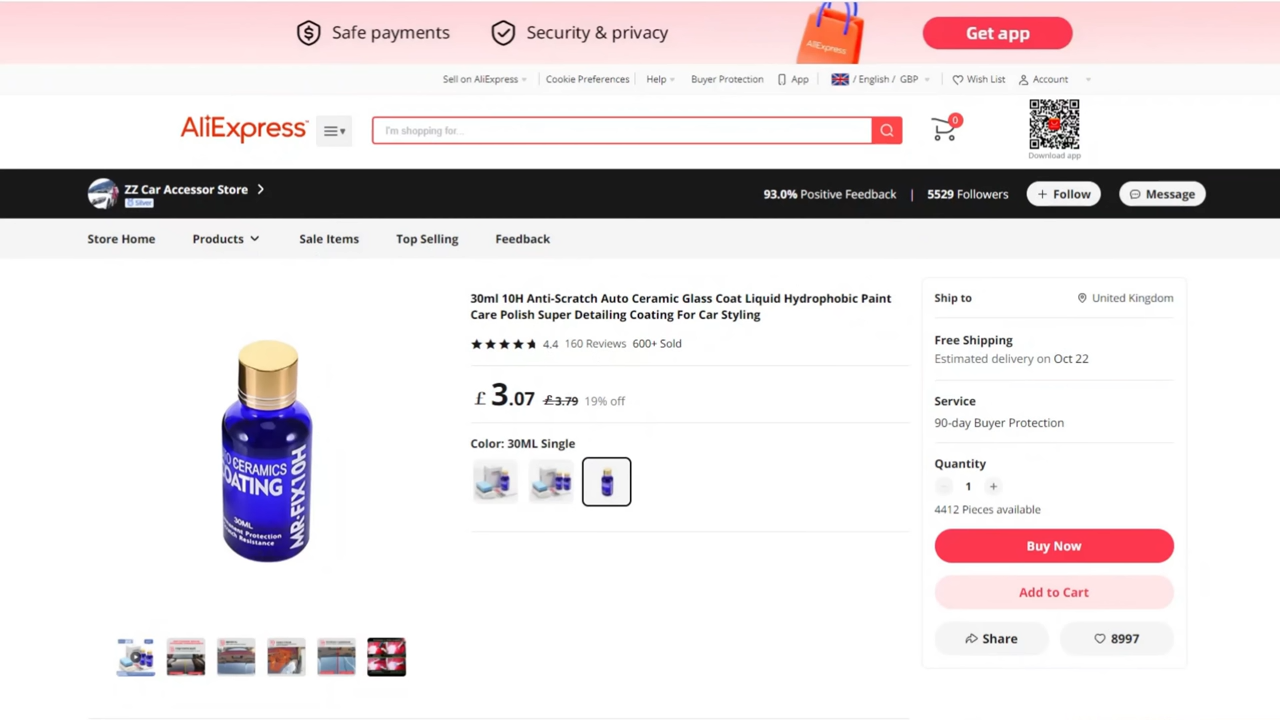 Safe payments
Security & privacy
AliExpress
Get app
Sell on AliExpress
Cookie Preferences
Help
Buyer Protection
App
/ English / GBP
Wish List
Account
AliExpress
I'm shopping for...
0
Download app
ZZ Car Accessor Store
Silver
93.0% Positive Feedback | 5529 Followers
+ Follow
Message
Store Home
Products
Sale Items
Top Selling
Feedback
30ml 10H Anti-Scratch Auto Ceramic Glass Coat Liquid Hydrophobic Paint
Care Polish Super Detailing Coating For Car Styling
4.4 160 Reviews 600+ Sold
£3.07 £3.79 19% off
Color: 30ML Single
CERAMICS
COATING
MR-FIX10H
30ML
Protection
Resistance
Ship to
United Kingdom
Free Shipping
Estimated delivery on Oct 22
Service
90-day Buyer Protection
Quantity
- 1 +
4412 Pieces available
Buy Now
Add to Cart
Share
8997